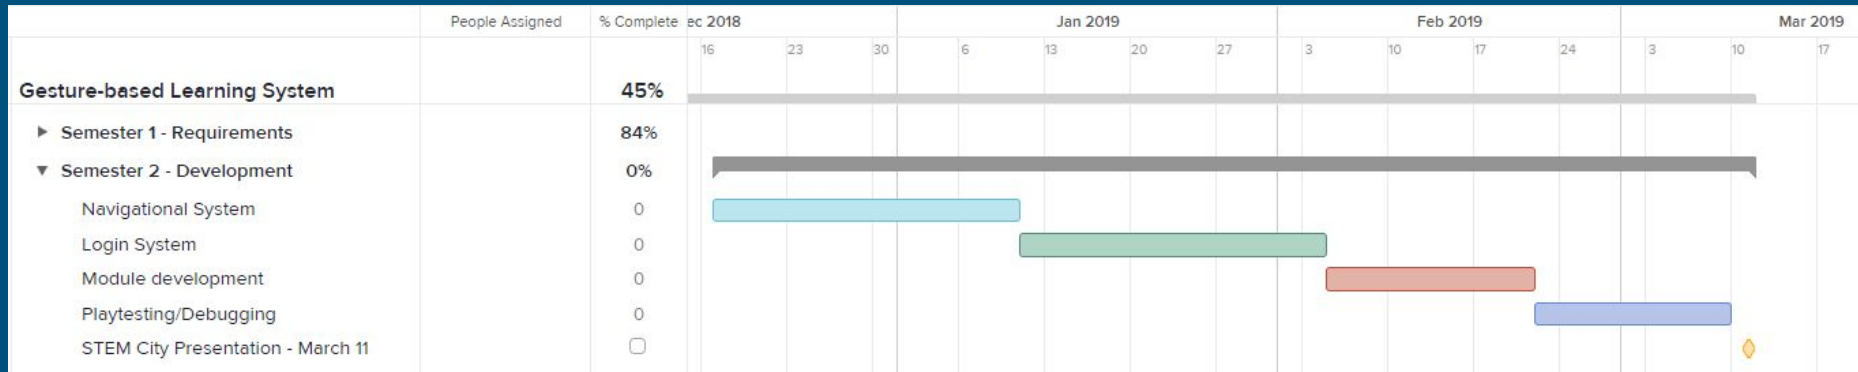 People Assigned % Complete ec 2018 Jan 2019 Feb 2019 Mar 2019
16 23 30 6 13 20 27 3 10 17 24 3 10 17
Gesture-based Learning System 45%
Semester 1 - Requirements 84%
Semester 2 - Development 0%
Navigational System 0
Login System 0
Module development 0
Playtesting/Debugging 0
STEM City Presentation - March 11